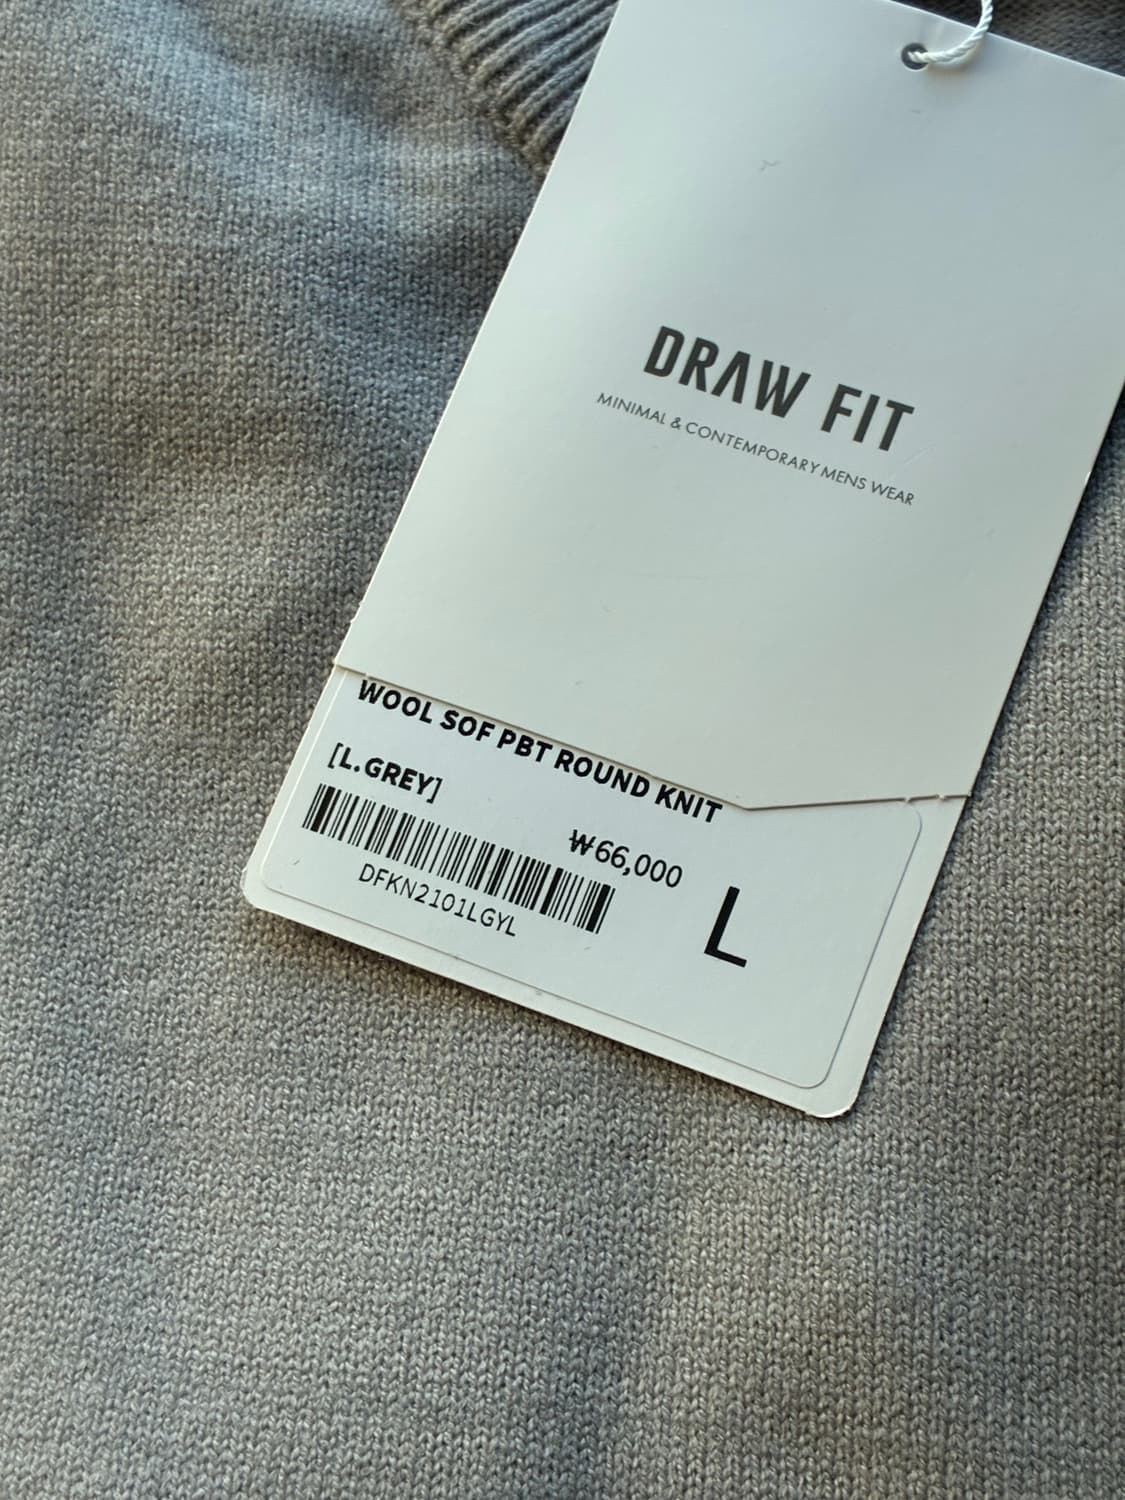 DRAW FIT
MINIMAL & CONTEMPORARY MENS WEAR
WOOL SOF PBT ROUND KNIT
[L.GREY]
₩66,000
DFKN2101LGYL
L